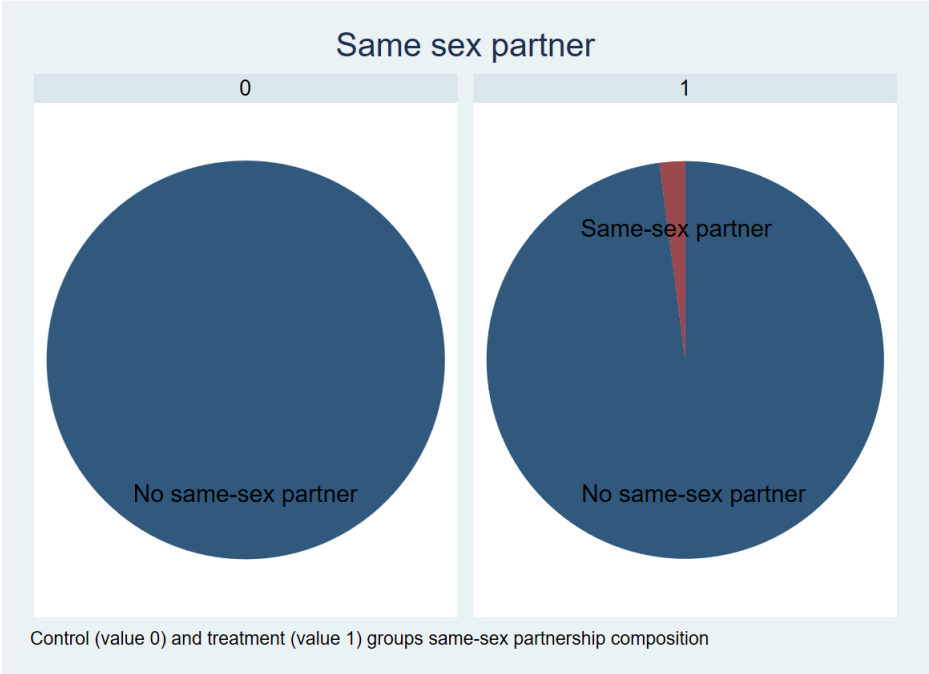 Same sex partner
0
1
Same-sex partner
No same-sex partner
No same-sex partner
Control (value 0) and treatment (value 1) groups same-sex partnership composition